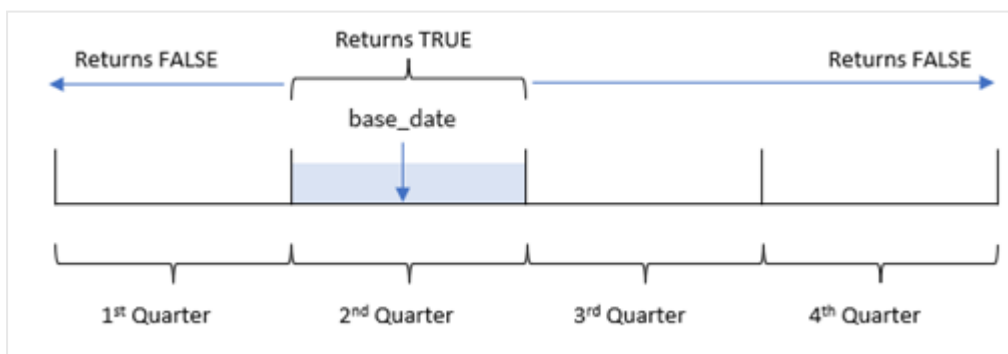 Returns TRUE
Returns FALSE
Returns FALSE
base_date
1st Quarter
2nd Quarter
3rd Quarter
4th Quarter